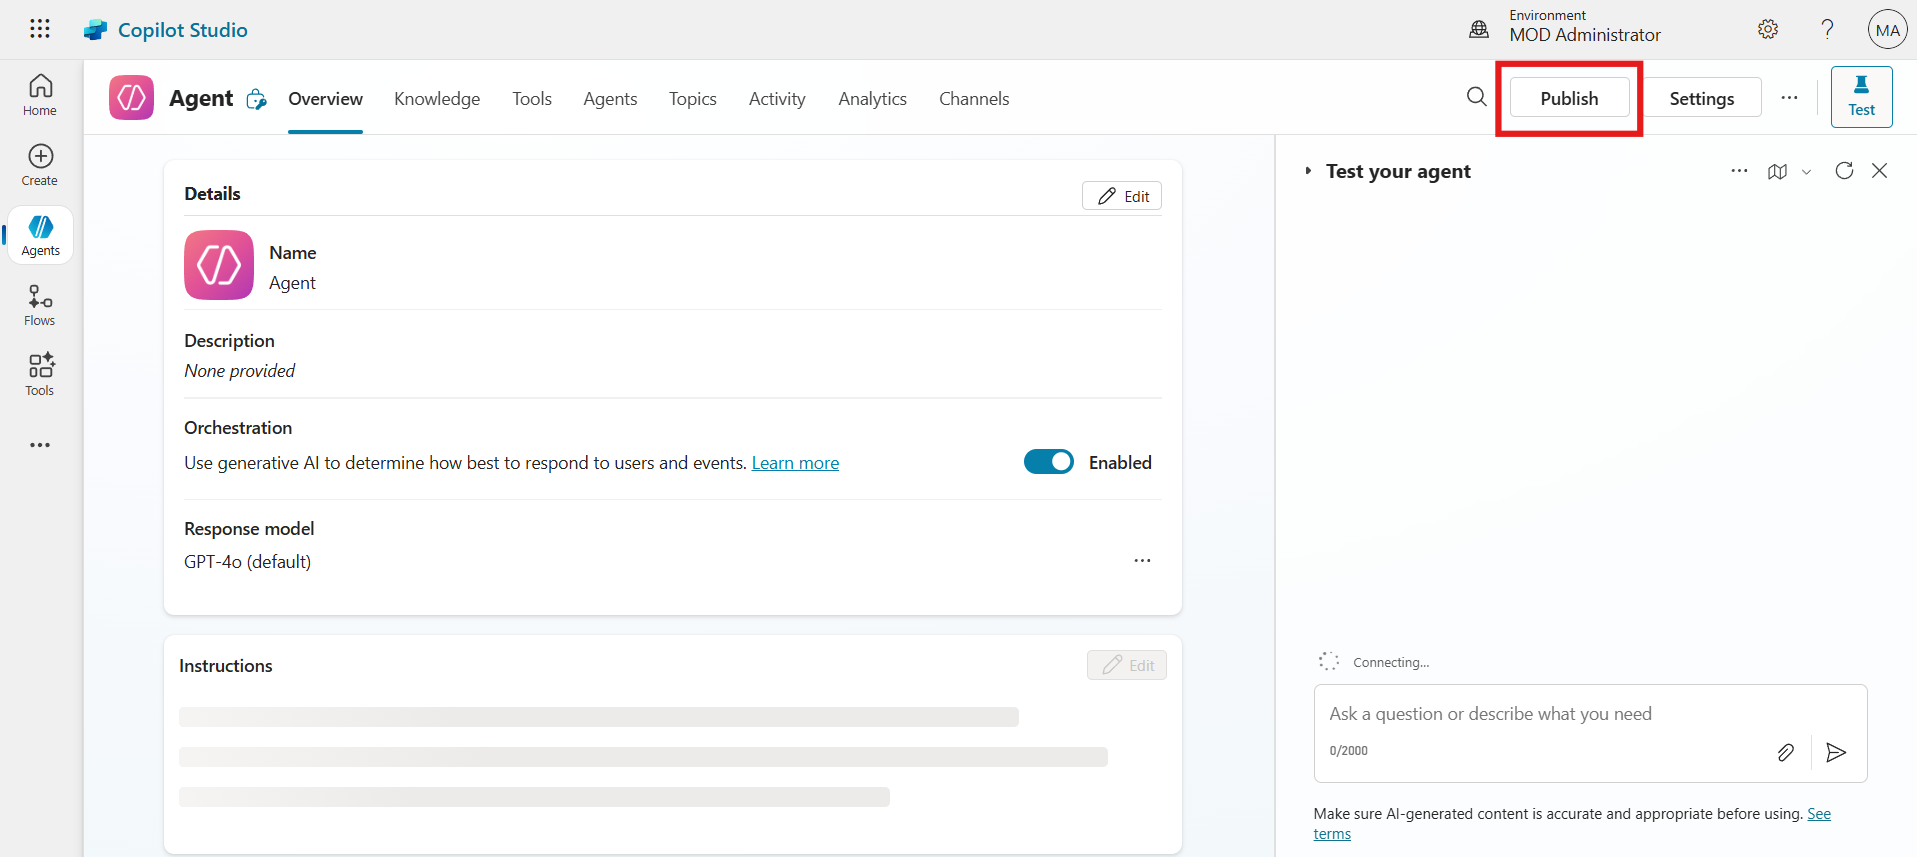 Copilot Studio
Environment
MOD Administrator
MA
Home
Create
Agents
Flows
Tools
Agent
Overview
Knowledge
Tools
Agents
Topics
Activity
Analytics
Channels
Publish
Settings
Test
Details
Edit
Name
Agent
Description
None provided
Orchestration
Use generative AI to determine how best to respond to users and events. Learn more
Enabled
Response model
GPT-4o (default)
Instructions
Edit
Test your agent
Connecting...
Ask a question or describe what you need
0/2000
Make sure AI-generated content is accurate and appropriate before using. See
terms